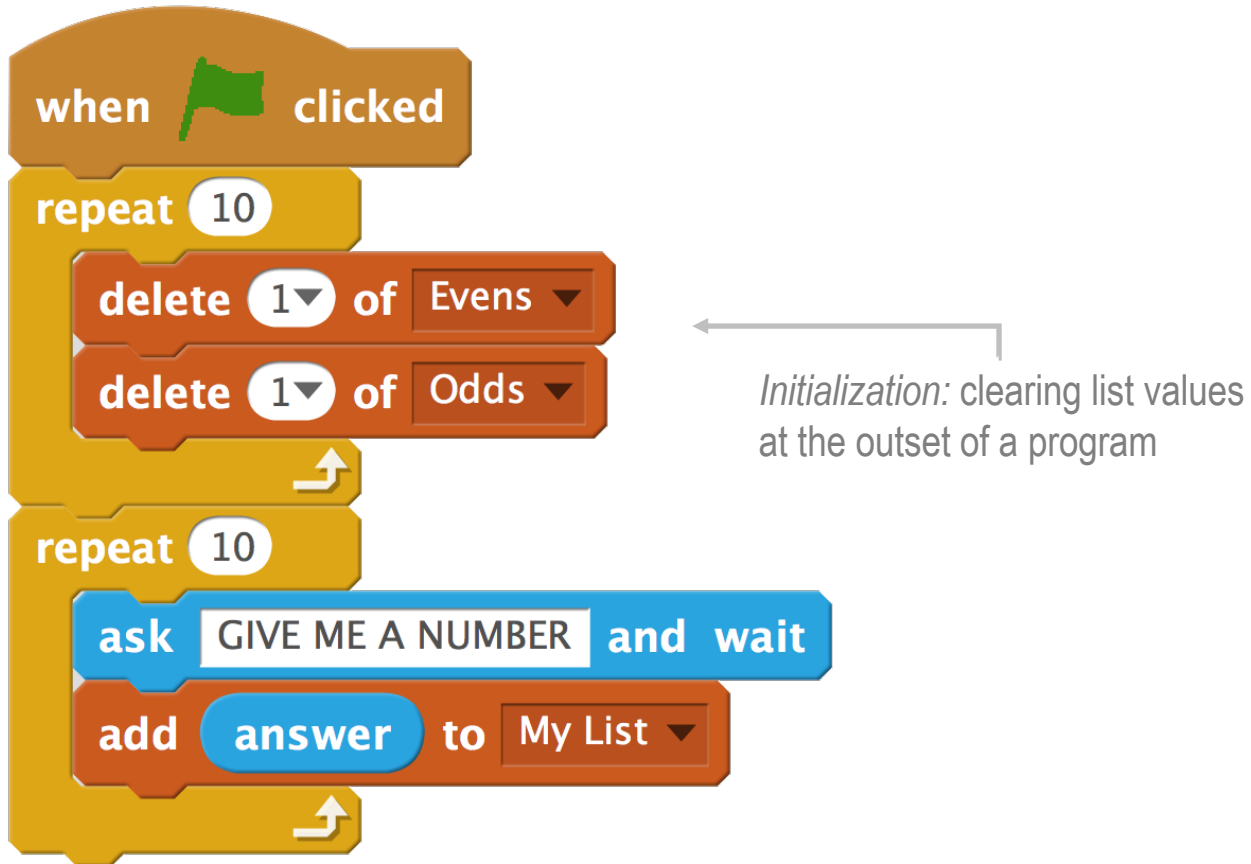 when clicked
repeat 10
delete 1 of Evens
delete 1 of Odds
Initialization: clearing list values
at the outset of a program
repeat 10
ask GIVE ME A NUMBER and wait
add answer to My List